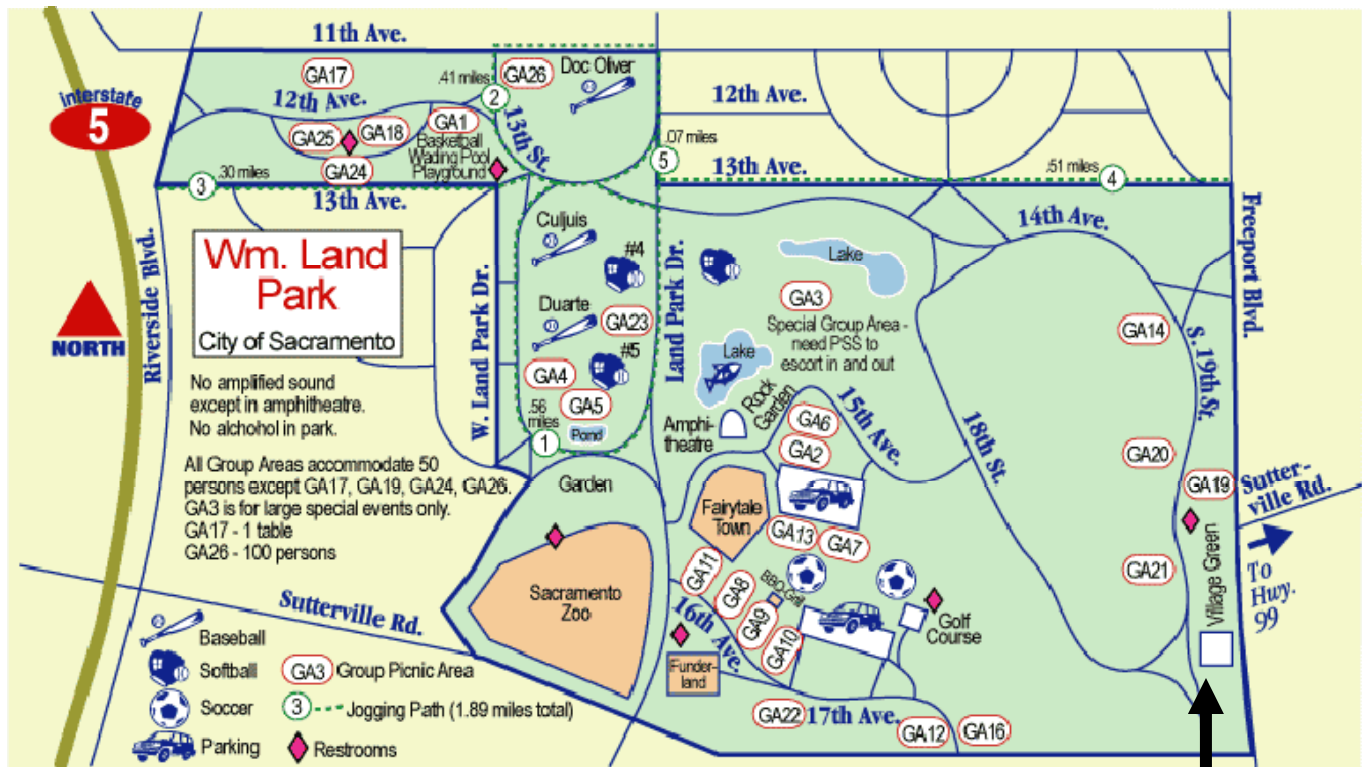 11th Ave.
GA17
.41 miles
GA26
Doc Oliver
interstate
5
12th Ave.
2
12th Ave.
GA25
GA18
GA1
13th St.
Basketball
Wading Pool
Playground
.07 miles
5
GA24
3
.30 miles
13th Ave.
13th Ave.
.51 miles
4
Wm. Land
Park
City of Sacramento
NORTH
Riverside Blvd.
W. Land Park Dr.
Land Park Dr.
Freeport Blvd.
14th Ave.
Culjuis
#4
Lake
GA3
Special Group Area -
need PSS to
escort in and out
Duarte
GA23
#5
Lake
GA14
S. 19th St.
No amplified sound
except in amphitheatre.
No alchohol in park.
GA4
GA5
.56
miles
1
Pond
Rock
Garden
Amphi-
theatre
GA6
15th Ave.
GA2
18th St.
All Group Areas accommodate 50
persons except GA17, GA19, GA24, GA26.
GA3 is for large special events only.
GA17 - 1 table
GA26 - 100 persons
Garden
GA20
GA19
Sutter-
ville Rd.
Fairytale
Town
GA13
GA7
GA11
GA8
BBQ Grill
GA9
GA10
16th Ave.
GA21
Village Green
To
Hwy.
99
Sacramento
Zoo
Golf
Course
Sutterville Rd.
Funder-
land
GA22
17th Ave.
GA12
GA16
Baseball
Softball
GA3
Group Picnic Area
Soccer
3
Jogging Path (1.89 miles total)
Parking
Restrooms